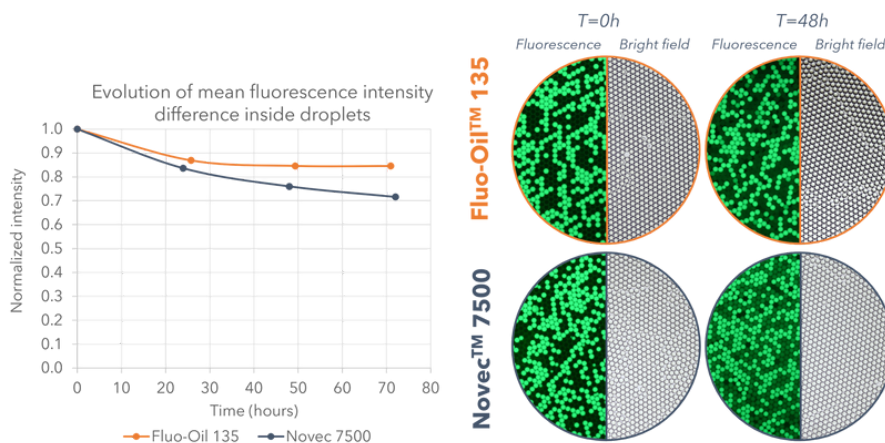 Evolution of mean fluorescence intensity
difference inside droplets
Normalized intensity
1.0
0.9
0.8
0.7
0.6
0.5
0.4
0.3
0.2
0.1
0.0
0 10 20 30 40 50 60 70 80
Time (hours)
Fluo-Oil 135 Novec 7500
T=0h T=48h
Fluorescence Bright field Fluorescence Bright field
Fluo-Oil™ 135
Novec™ 7500